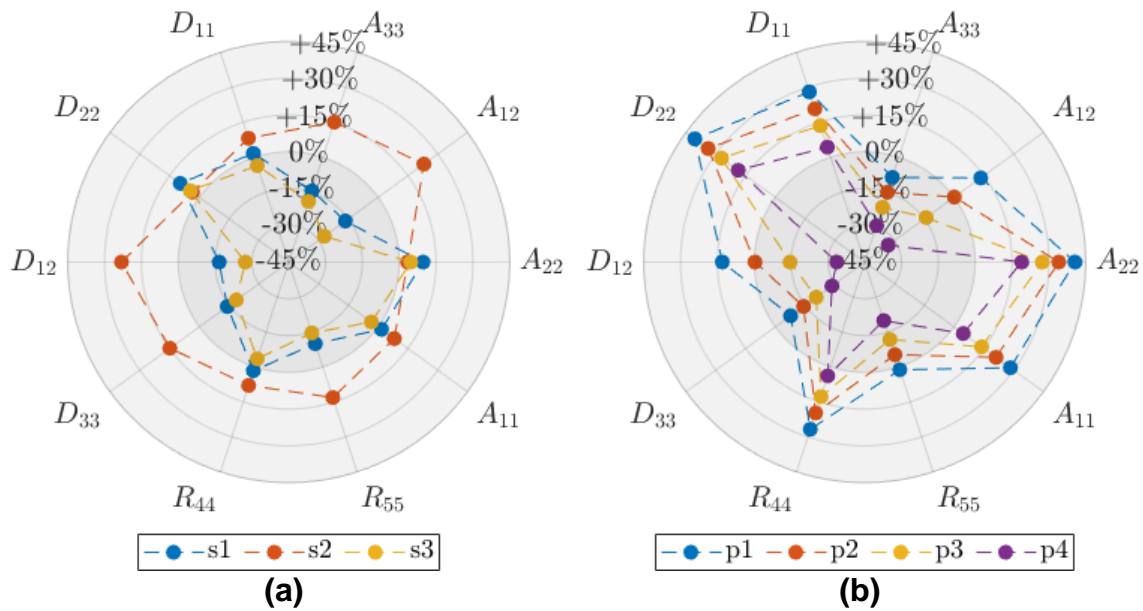 D₁₁ A₃₃ D₁₁ A₃₃
+45% +45%
D₂₂ +30% A₁₂ D₂₂ +30% A₁₂
+15% +15%
0% 0%
-15% -15%
-30% -30%
D₁₂ -45% A₂₂ D₁₂ 45% A₂₂
D₃₃ A₁₁ D₃₃ A₁₁
R₄₄ R₅₅ R₄₄ R₅₅
s1 s2 s3 p1 p2 p3 p4
(a) (b)